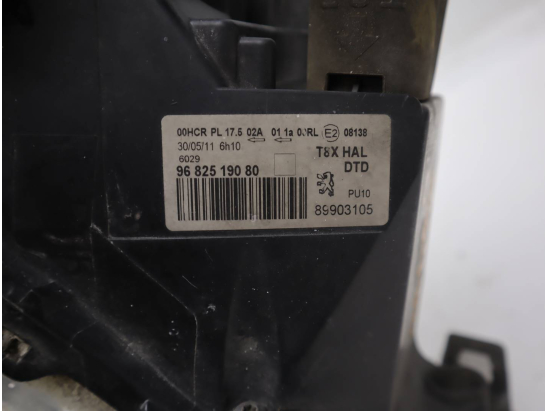 00HCR PL 17.5 02A 01 1a 00RL E2 08138
30/05/11 6h10
6029
T8X HAL
96 825 190 80
DTD
PU10
89903105